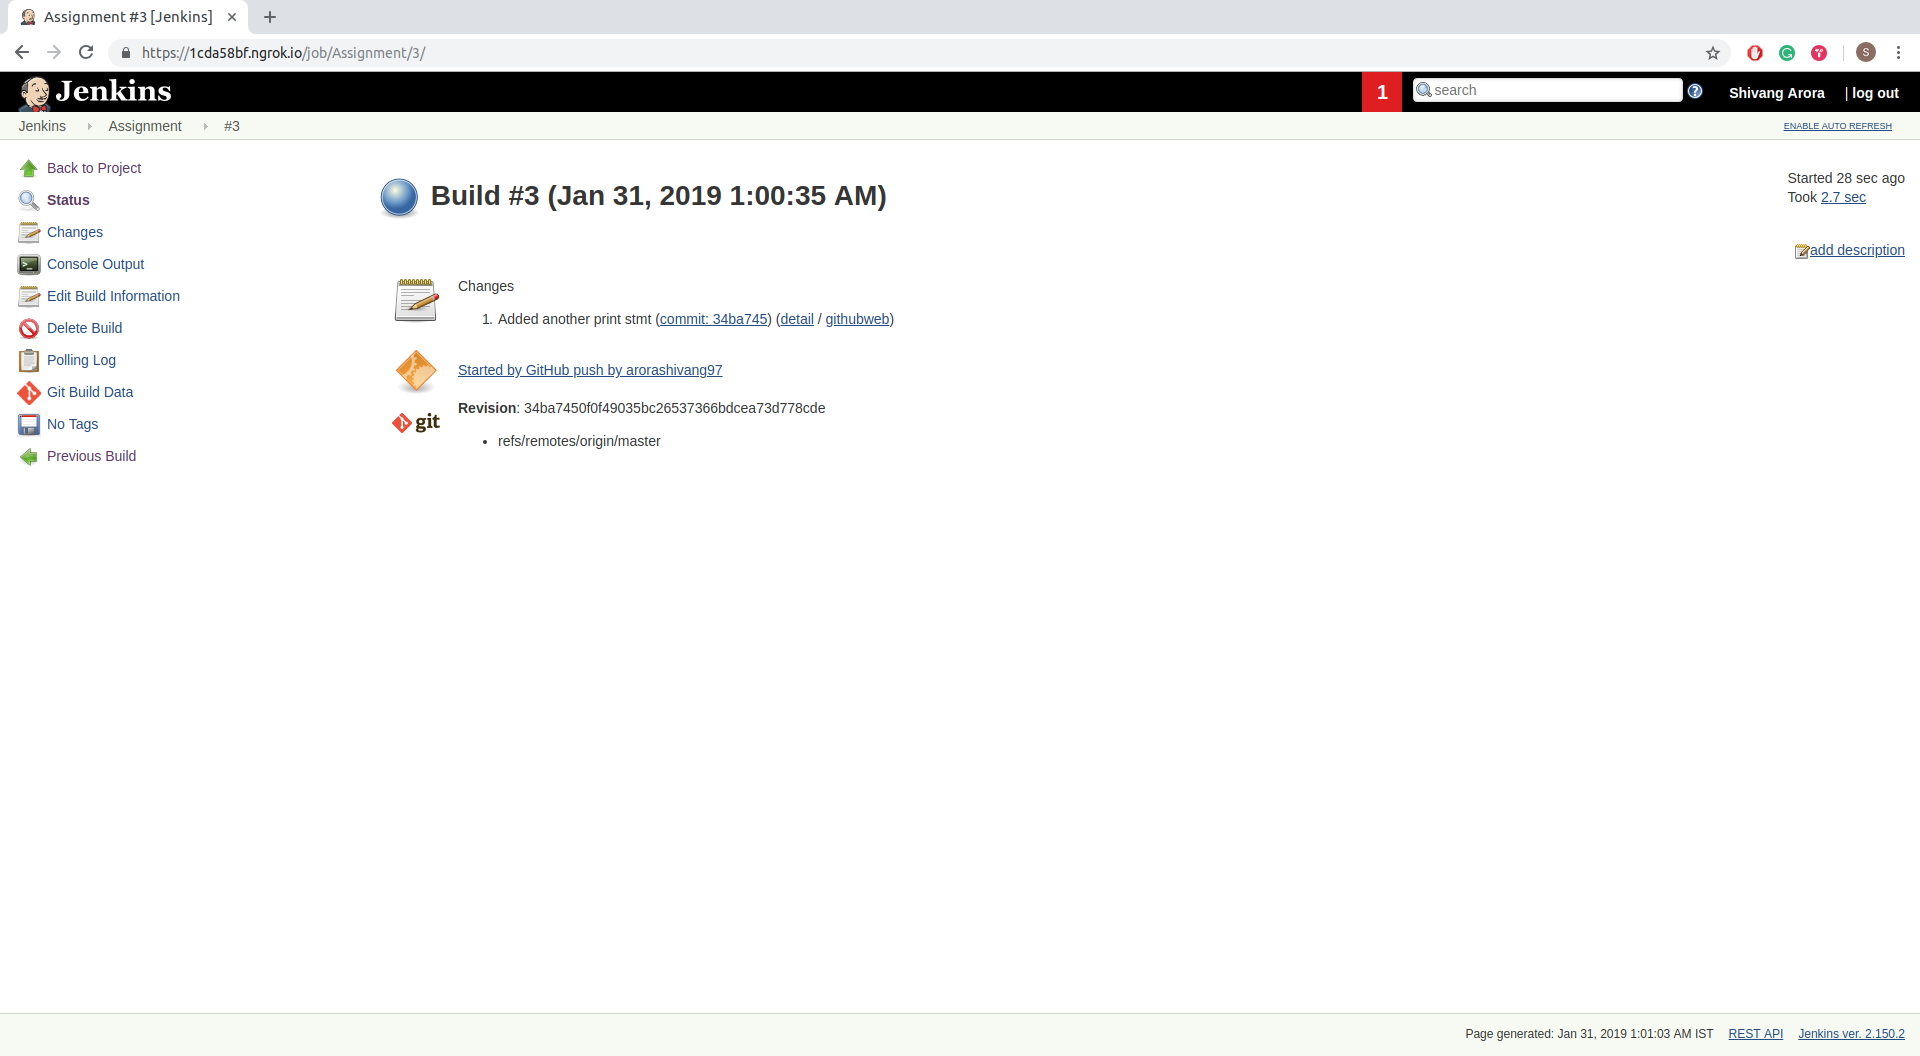 Assignment #3 [Jenkins]
https://1cda58bf.ngrok.io/job/Assignment/3/
S
Jenkins
1
search
?
Shivang Arora
| log out
Jenkins
Assignment
#3
ENABLE AUTO REFRESH
Back to Project
Status
Changes
Console Output
Edit Build Information
Delete Build
Polling Log
Git Build Data
No Tags
Previous Build
Build #3 (Jan 31, 2019 1:00:35 AM)
Started 28 sec ago
Took 2.7 sec
add description
Changes
1. Added another print stmt (commit: 34ba745) (detail / githubweb)
Started by GitHub push by arorashivang97
git
Revision: 34ba7450f0f49035bc26537366bdcea73d778cde
• refs/remotes/origin/master
Page generated: Jan 31, 2019 1:01:03 AM IST
REST API
Jenkins ver. 2.150.2